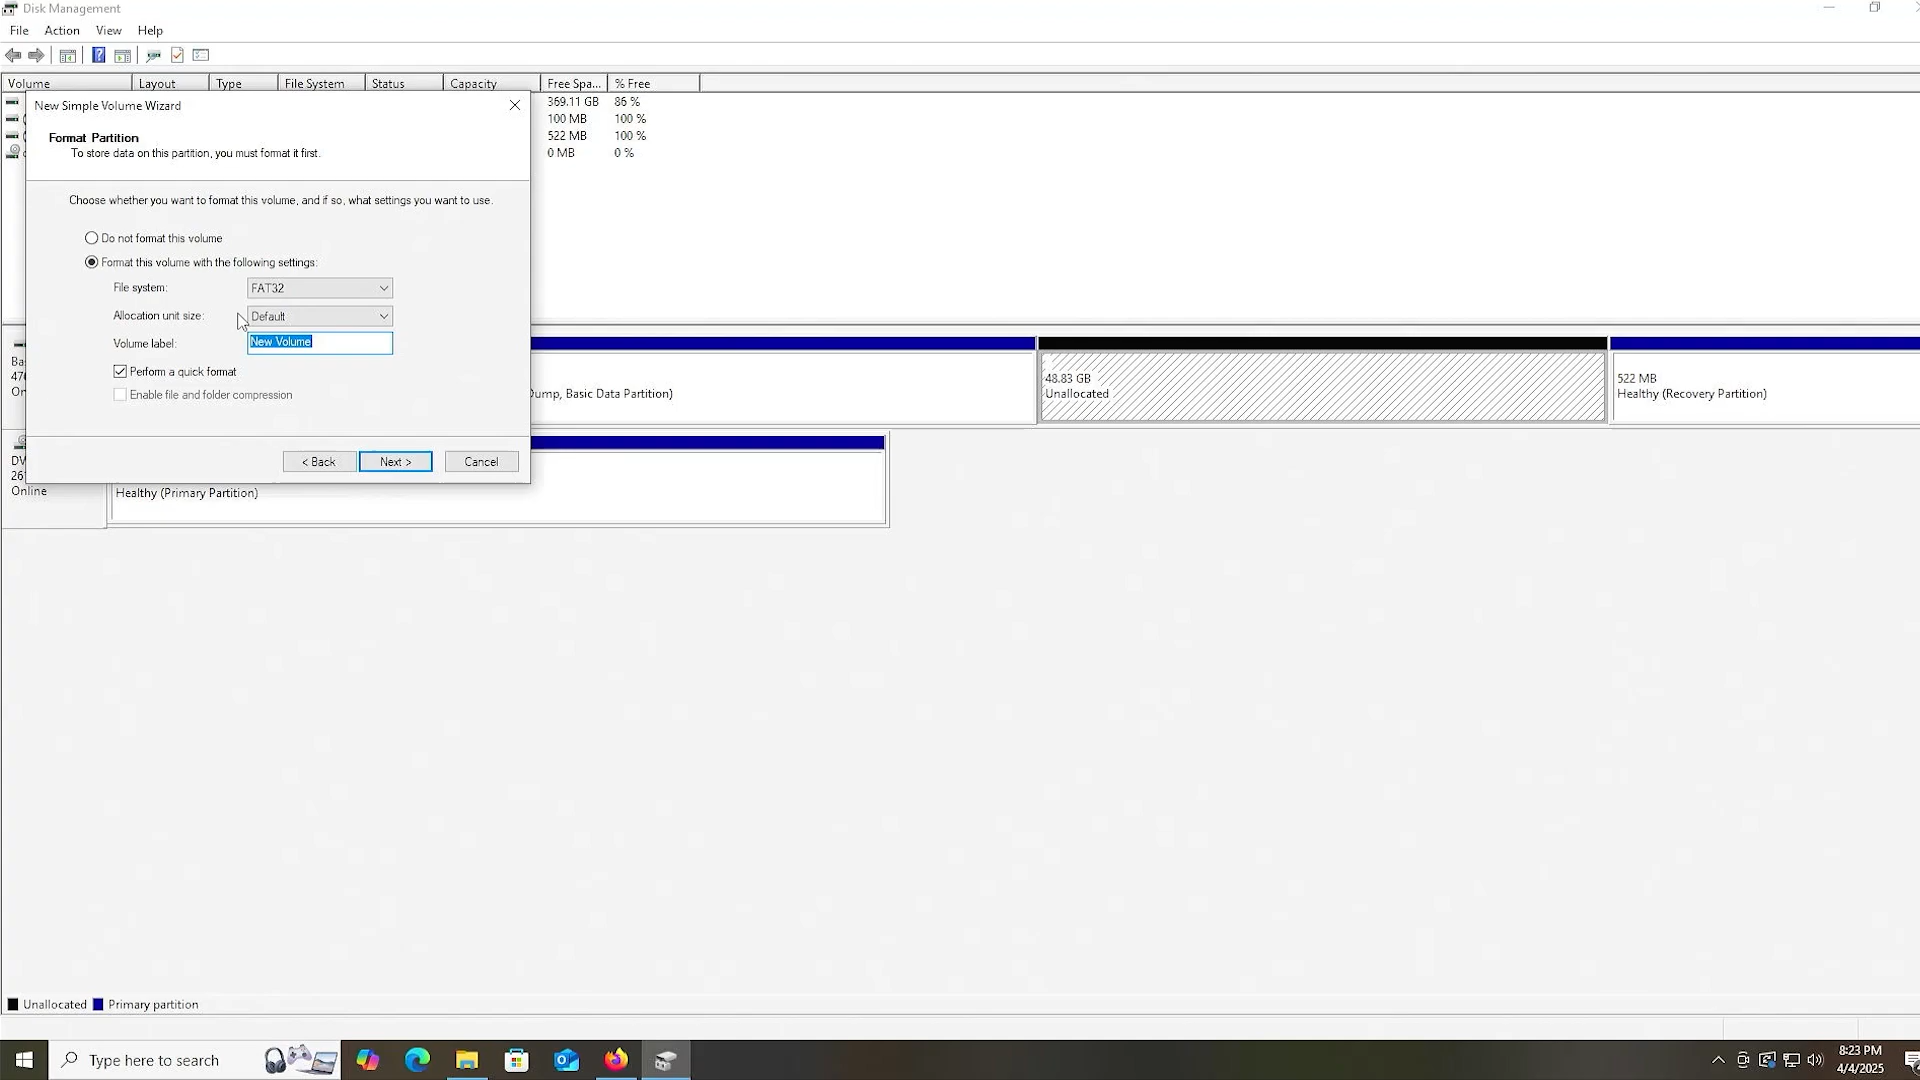 Disk Management
File Action View Help
Volume Layout Type File System Status Capacity Free Spa... % Free
369.11 GB 86 %
100 MB 100 %
522 MB 100 %
0 MB 0 %
New Simple Volume Wizard
Format Partition
To store data on this partition, you must format it first.
Choose whether you want to format this volume, and if so, what settings you want to use.
Do not format this volume
Format this volume with the following settings:
File system: FAT32
Allocation unit size: Default
Volume label: New Volume
Perform a quick format
Enable file and folder compression
< Back Next > Cancel
Bas
476
On
Dump, Basic Data Partition)
48.83 GB
Unallocated
522 MB
Healthy (Recovery Partition)
DV
261
Online
Healthy (Primary Partition)
Unallocated Primary partition
Type here to search
8:23 PM
4/4/2025